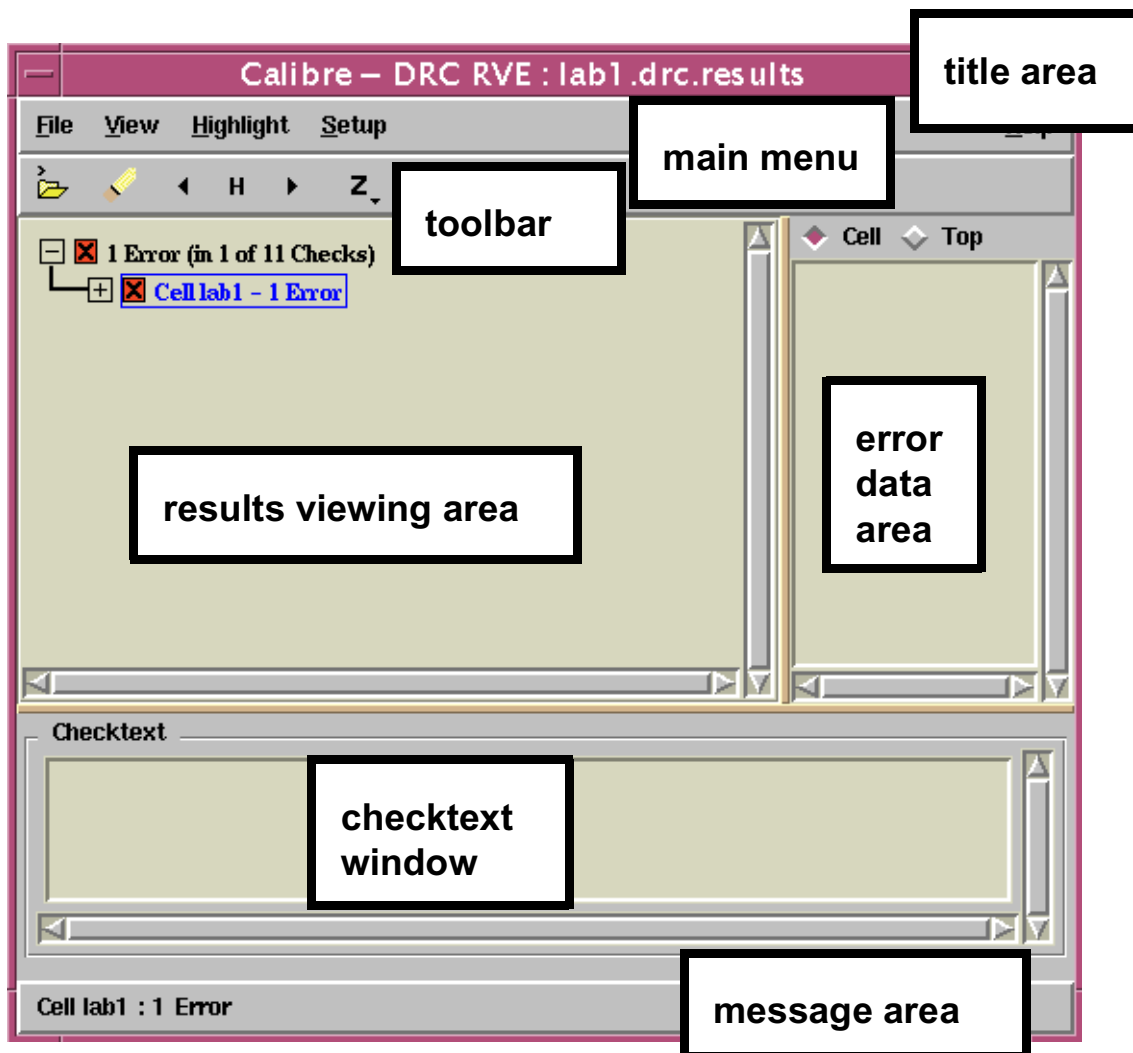 Calibre – DRC RVE : lab1.drc.results
title area
File View Highlight Setup
main menu
H Z
toolbar
1 Error (in 1 of 11 Checks)
Cell lab1 – 1 Error
Cell Top
results viewing area
error
data
area
Checktext
checktext
window
Cell lab1 : 1 Error
message area